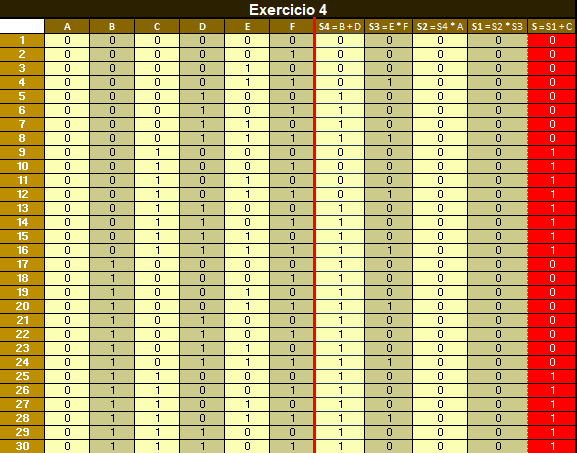 Exercicio 4
A B C D E F S4 = B + D S3 = E * F S2 = S4 * A S1 = S2 * S3 S = S1 + C
1 0 0 0 0 0 0 0 0 0 0 0
2 0 0 0 0 0 1 0 0 0 0 0
3 0 0 0 0 1 0 0 0 0 0 0
4 0 0 0 0 1 1 0 1 0 0 0
5 0 0 0 1 0 0 1 0 0 0 0
6 0 0 0 1 0 1 1 0 0 0 0
7 0 0 0 1 1 0 1 0 0 0 0
8 0 0 0 1 1 1 1 1 0 0 0
9 0 0 1 0 0 0 0 0 0 0 1
10 0 0 1 0 0 1 0 0 0 0 1
11 0 0 1 0 1 0 0 0 0 0 1
12 0 0 1 0 1 1 0 1 0 0 1
13 0 0 1 1 0 0 1 0 0 0 1
14 0 0 1 1 0 1 1 0 0 0 1
15 0 0 1 1 1 0 1 0 0 0 1
16 0 0 1 1 1 1 1 1 0 0 1
17 0 1 0 0 0 0 1 0 0 0 0
18 0 1 0 0 0 1 1 0 0 0 0
19 0 1 0 0 1 0 1 0 0 0 0
20 0 1 0 0 1 1 1 1 0 0 0
21 0 1 0 1 0 0 1 0 0 0 0
22 0 1 0 1 0 1 1 0 0 0 0
23 0 1 0 1 1 0 1 0 0 0 0
24 0 1 0 1 1 1 1 1 0 0 0
25 0 1 1 0 0 0 1 0 0 0 1
26 0 1 1 0 0 1 1 0 0 0 1
27 0 1 1 0 1 0 1 0 0 0 1
28 0 1 1 0 1 1 1 1 0 0 1
29 0 1 1 1 0 0 1 0 0 0 1
30 0 1 1 1 0 1 1 0 0 0 1